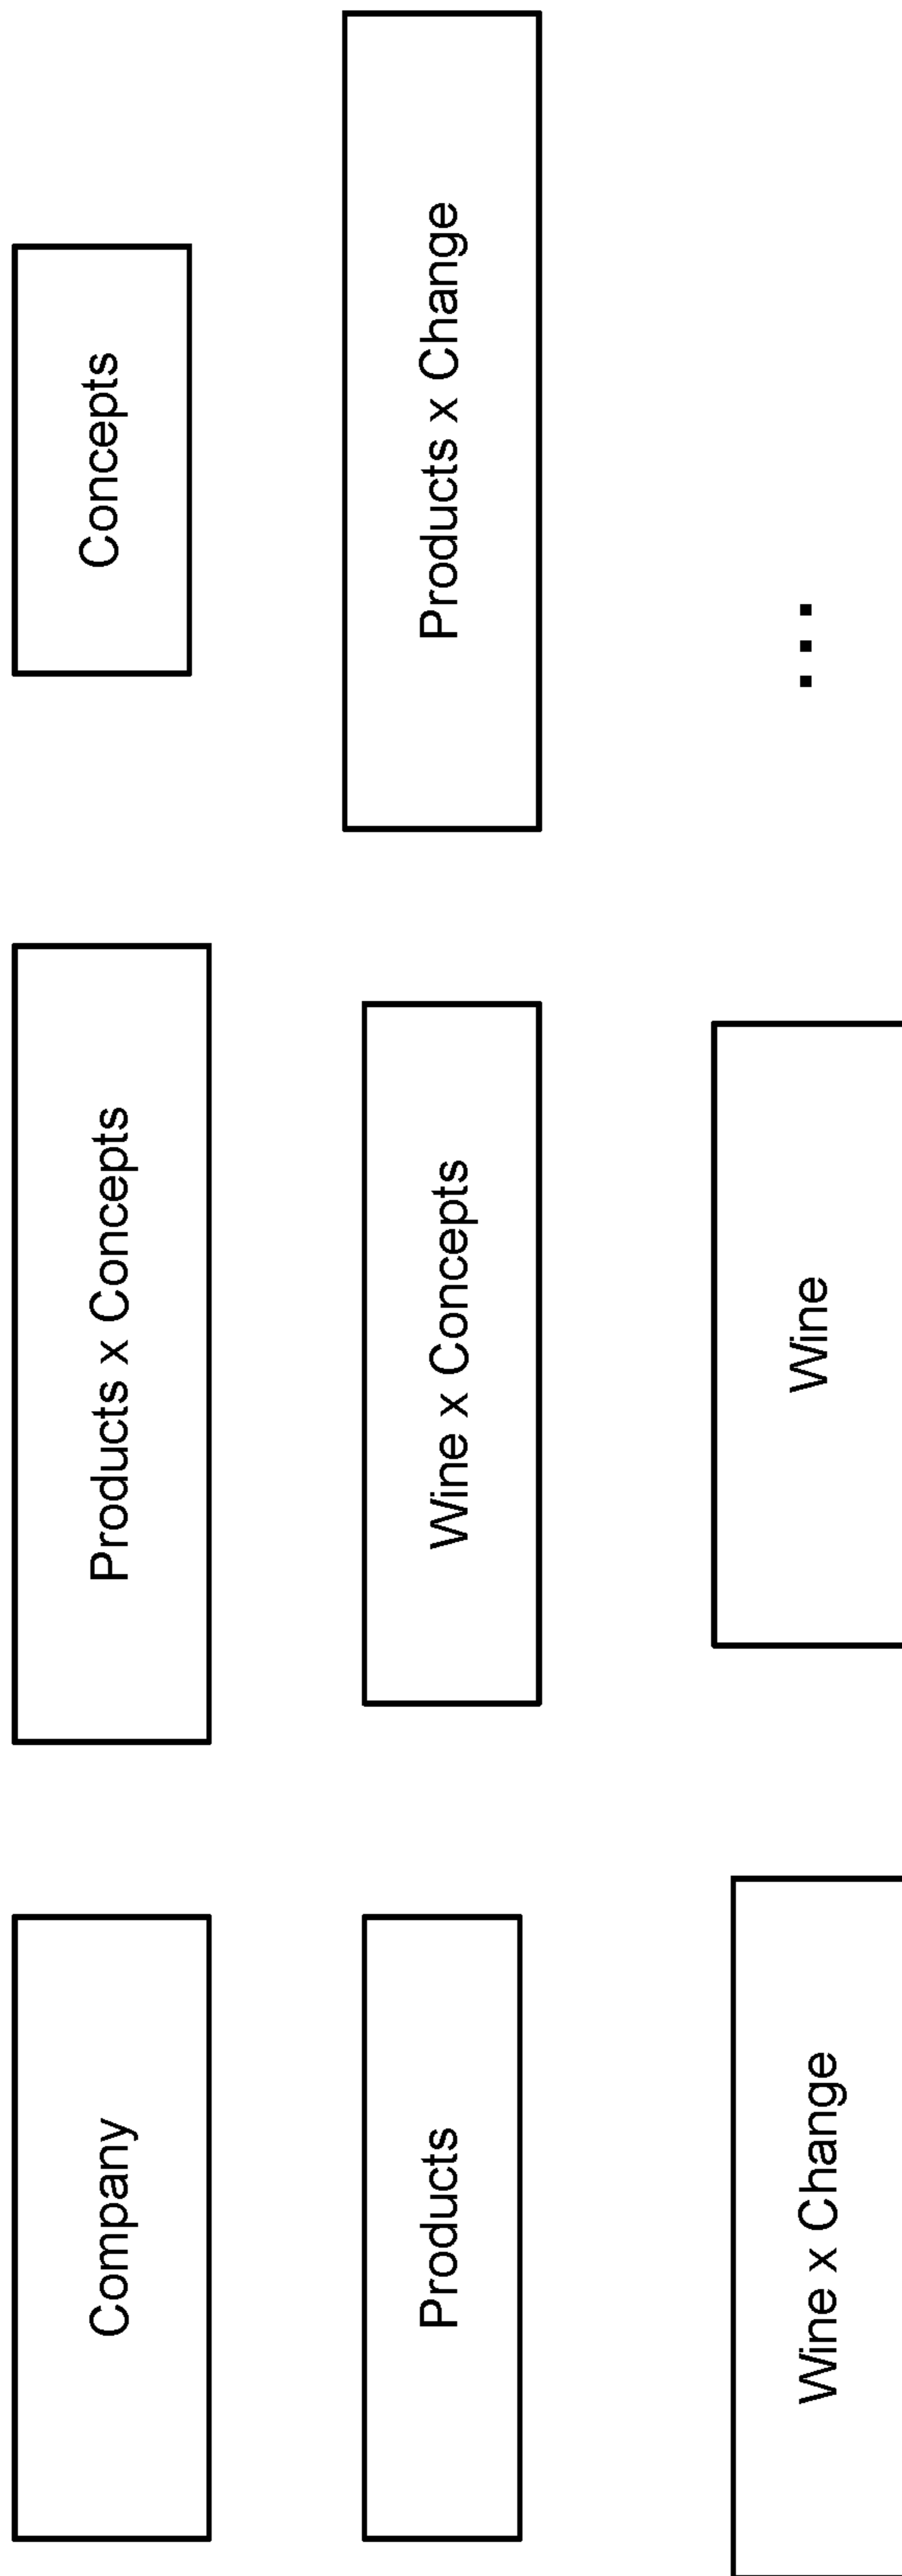 Company
Products x Concepts
Concepts
Products
Wine x Concepts
Products x Change
Wine x Change
Wine
...